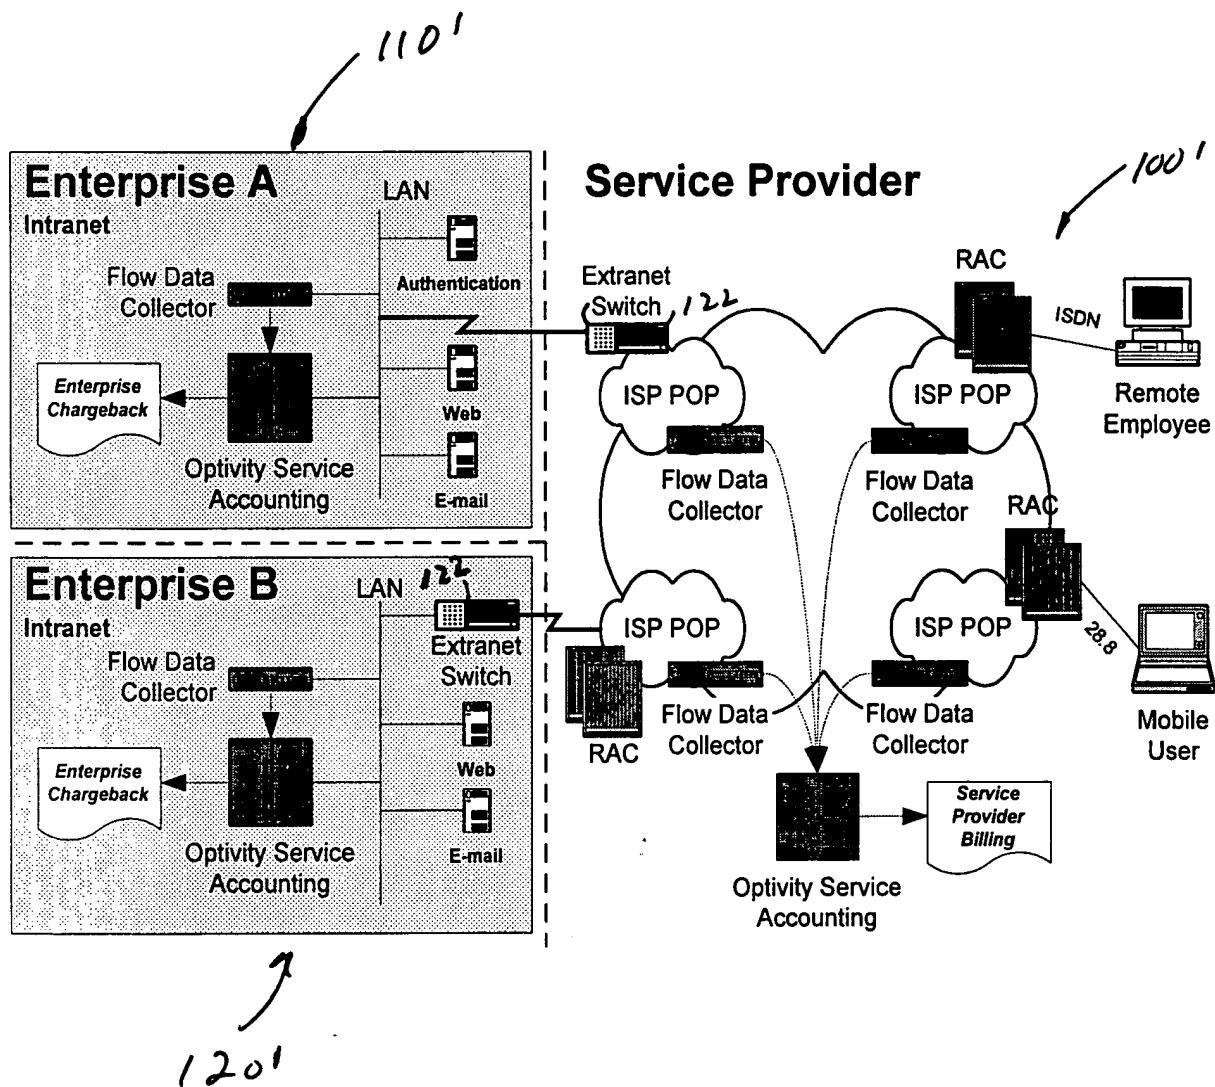 110'
Enterprise A
Intranet
LAN
Flow Data
Collector
Authentication
Enterprise
Chargeback
Web
Optivity Service
Accounting
E-mail
Service Provider
100'
Extranet
Switch
122
RAC
ISDN
ISP POP
ISP POP
Remote
Employee
Flow Data
Collector
Flow Data
Collector
RAC
Enterprise B
Intranet
LAN
122
Extranet
Switch
Flow Data
Collector
Enterprise
Chargeback
Web
Optivity Service
Accounting
E-mail
ISP POP
ISP POP
28.8
RAC
Flow Data
Collector
Flow Data
Collector
Mobile
User
Service
Provider
Billing
Optivity Service
Accounting
120'